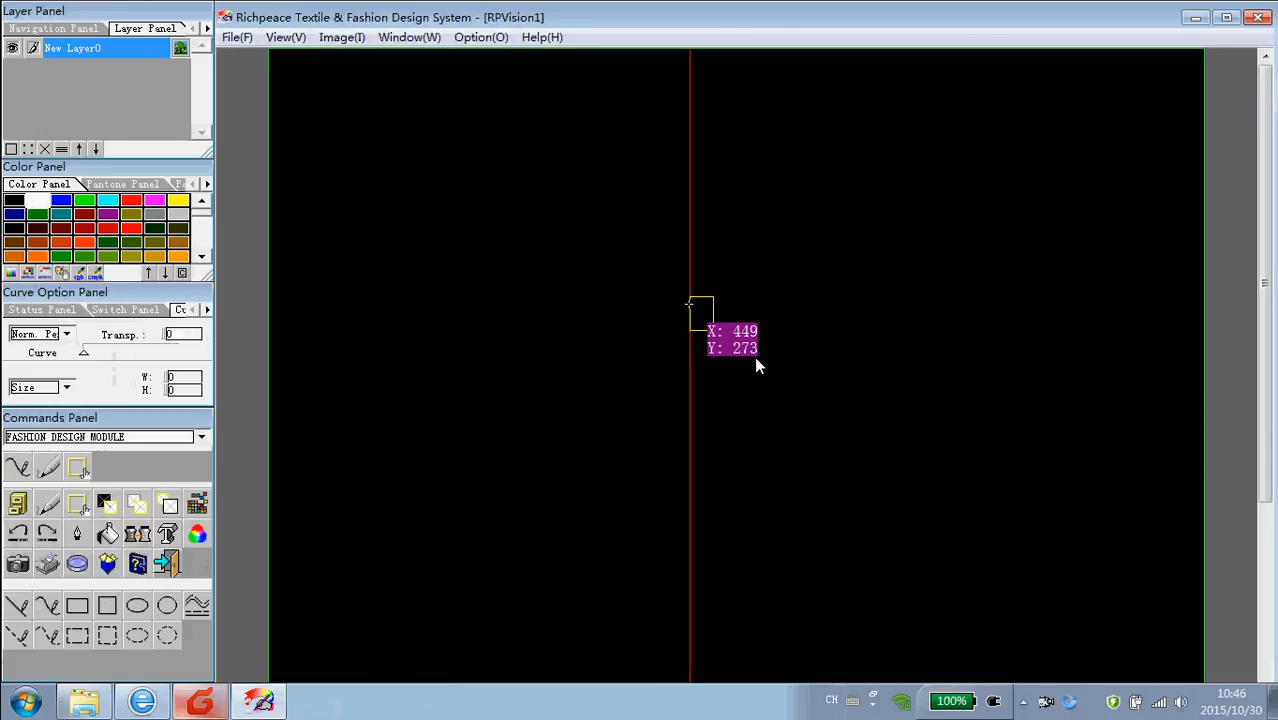 Layer Panel
Navigation Panel
Layer Panel
New Layer0
Color Panel
Color Panel
Pantone Panel
Curve Option Panel
Status Panel
Switch Panel
Cu
Norm. Pe
Transp. :
0
Curve
W:
0
Size
H:
0
Commands Panel
FASHION DESIGN MODULE
Richpeace Textile & Fashion Design System - [RPVision1]
File(F) View(V) Image(I) Window(W) Option(O) Help(H)
X: 449
Y: 273
CH
100%
10:46
2015/10/30